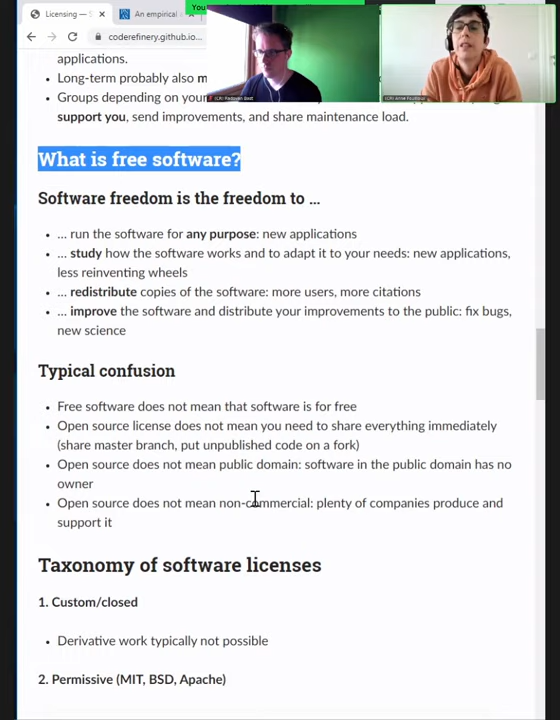 You
Licensing —
An empirical
coderefinery.github.io...
applications.
• Long-term probably also m
• Groups depending on your
support you, send improvements, and share maintenance load.
What is free software?
Software freedom is the freedom to ...
• ... run the software for any purpose: new applications
• ... study how the software works and to adapt it to your needs: new applications,
less reinventing wheels
• ... redistribute copies of the software: more users, more citations
• ... improve the software and distribute your improvements to the public: fix bugs,
new science
Typical confusion
• Free software does not mean that software is for free
• Open source license does not mean you need to share everything immediately
(share master branch, put unpublished code on a fork)
• Open source does not mean public domain: software in the public domain has no
owner
• Open source does not mean non-commercial: plenty of companies produce and
support it
Taxonomy of software licenses
1. Custom/closed
• Derivative work typically not possible
2. Permissive (MIT, BSD, Apache)